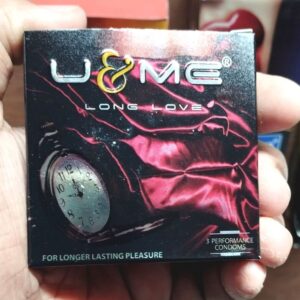 U&ME®
LONG LOVE
3 PERFORMANCE
CONDOMS
FOR LONGER LASTING PLEASURE